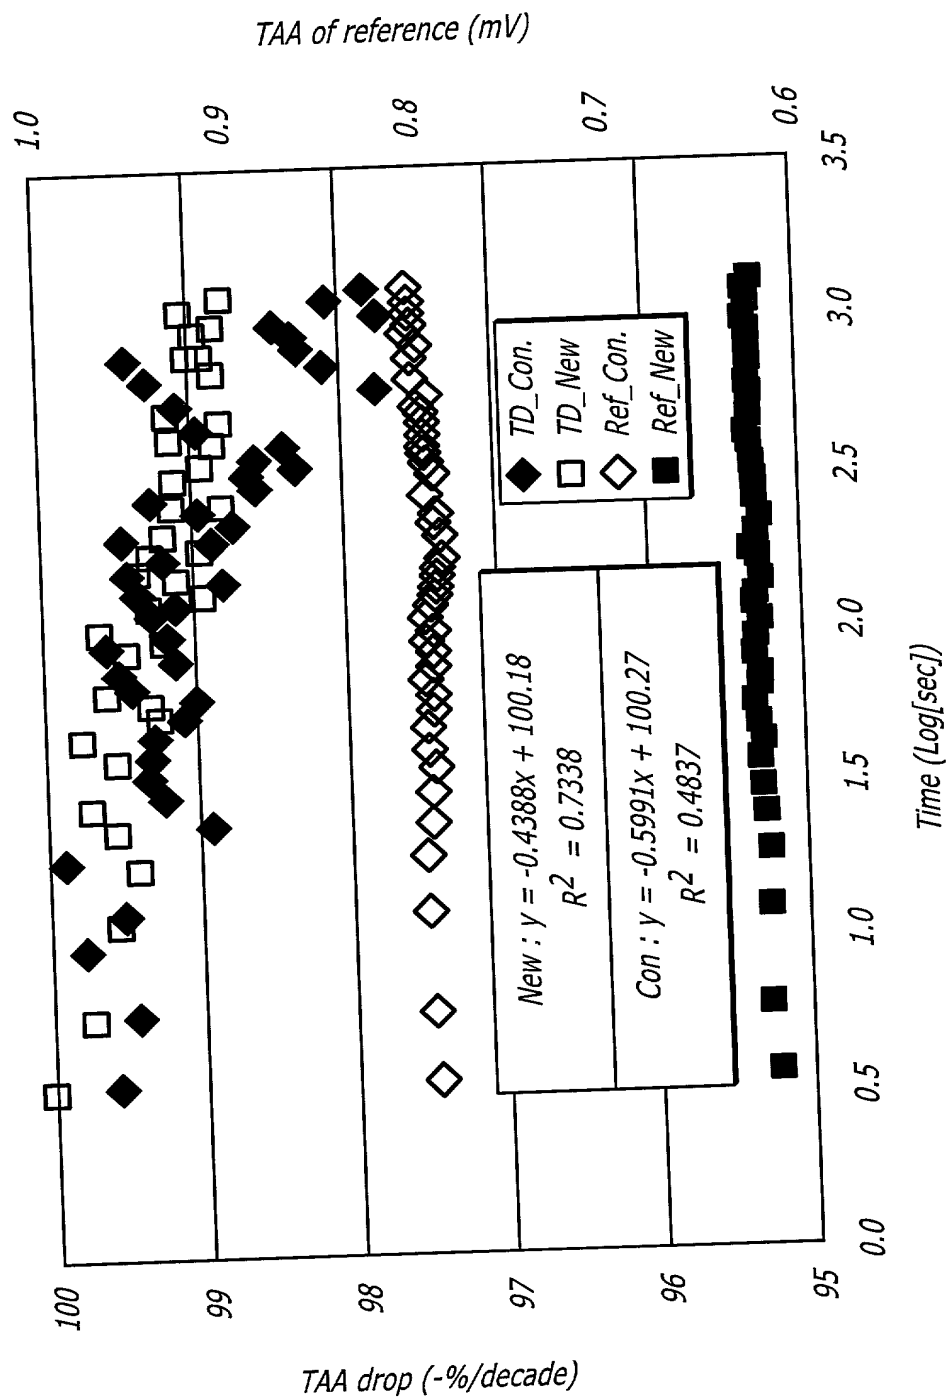 TAA of reference (mV)
1.0
0.9
0.8
0.7
0.6
100
99
98
97
96
95
TAA drop (-%/decade)
0.0
0.5
1.0
1.5
2.0
2.5
3.0
3.5
Time (Log[sec])
TD_Con.
TD_New
Ref_Con.
Ref_New
New : y = -0.4388x + 100.18
R² = 0.7338
Con : y = -0.5991x + 100.27
R² = 0.4837